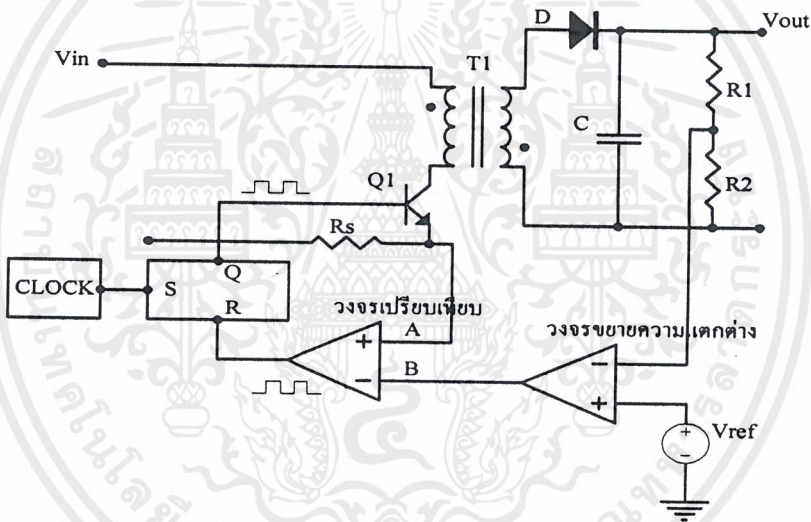 D
Vout
Vin
T1
R1
C
Q1
R2
Rs
CLOCK
S
Q
R
วงจรเปรียบเทียบ
A
+
B
−
วงจรขยายความแตกต่าง
−
+
Vref
+
-